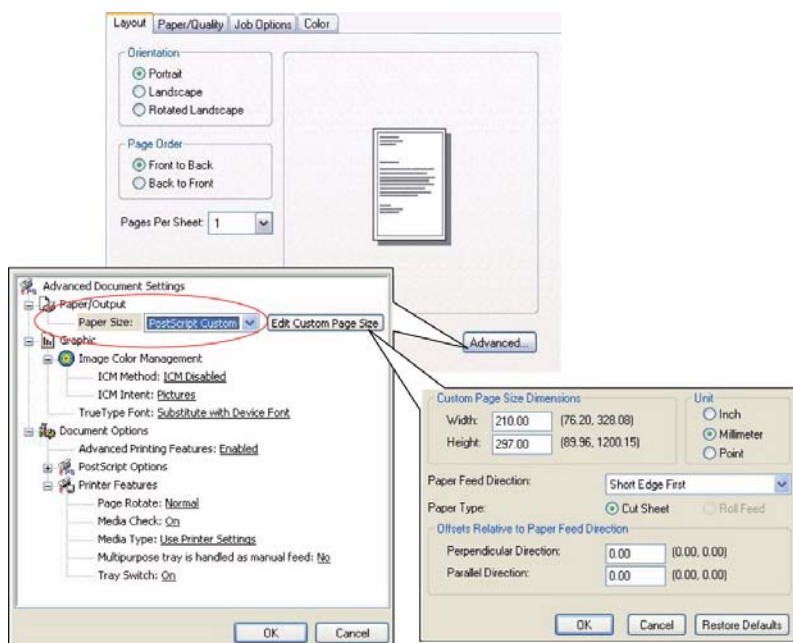 Layout Paper/Quality Job Options Color
Orientation
Portrait
Landscape
Rotated Landscape
Page Order
Front to Back
Back to Front
Pages Per Sheet: 1
Advanced...
Advanced Document Settings
Paper/Output
Paper Size: PostScript Custom Edit Custom Page Size
Graphic
Image Color Management
ICM Method: ICM Disabled
ICM Intent: Pictures
TrueType Font: Substitute with Device Font
Document Options
Advanced Printing Features: Enabled
PostScript Options
Printer Features
Page Rotate: Normal
Media Check: On
Media Type: Use Printer Settings
Multipurpose tray is handled as manual feed: No
Tray Switch: On
OK Cancel
Custom Page Size Dimensions
Width: 210.00 (76.20, 328.08)
Height: 297.00 (89.96, 1200.15)
Unit
Inch
Millimeter
Point
Paper Feed Direction: Short Edge First
Paper Type: Cut Sheet Roll Feed
Offsets Relative to Paper Feed Direction
Perpendicular Direction: 0.00 (0.00, 0.00)
Parallel Direction: 0.00 (0.00, 0.00)
OK Cancel Restore Defaults